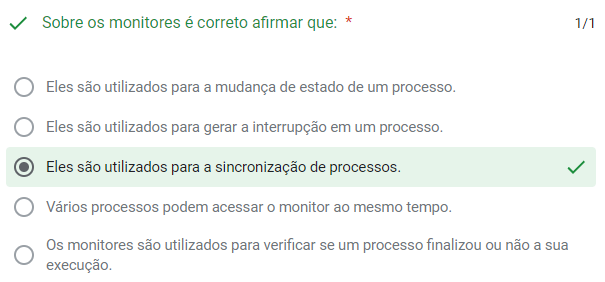 Sobre os monitores é correto afirmar que: *
1/1
Eles são utilizados para a mudança de estado de um processo.
Eles são utilizados para gerar a interrupção em um processo.
Eles são utilizados para a sincronização de processos.
Vários processos podem acessar o monitor ao mesmo tempo.
Os monitores são utilizados para verificar se um processo finalizou ou não a sua
execução.